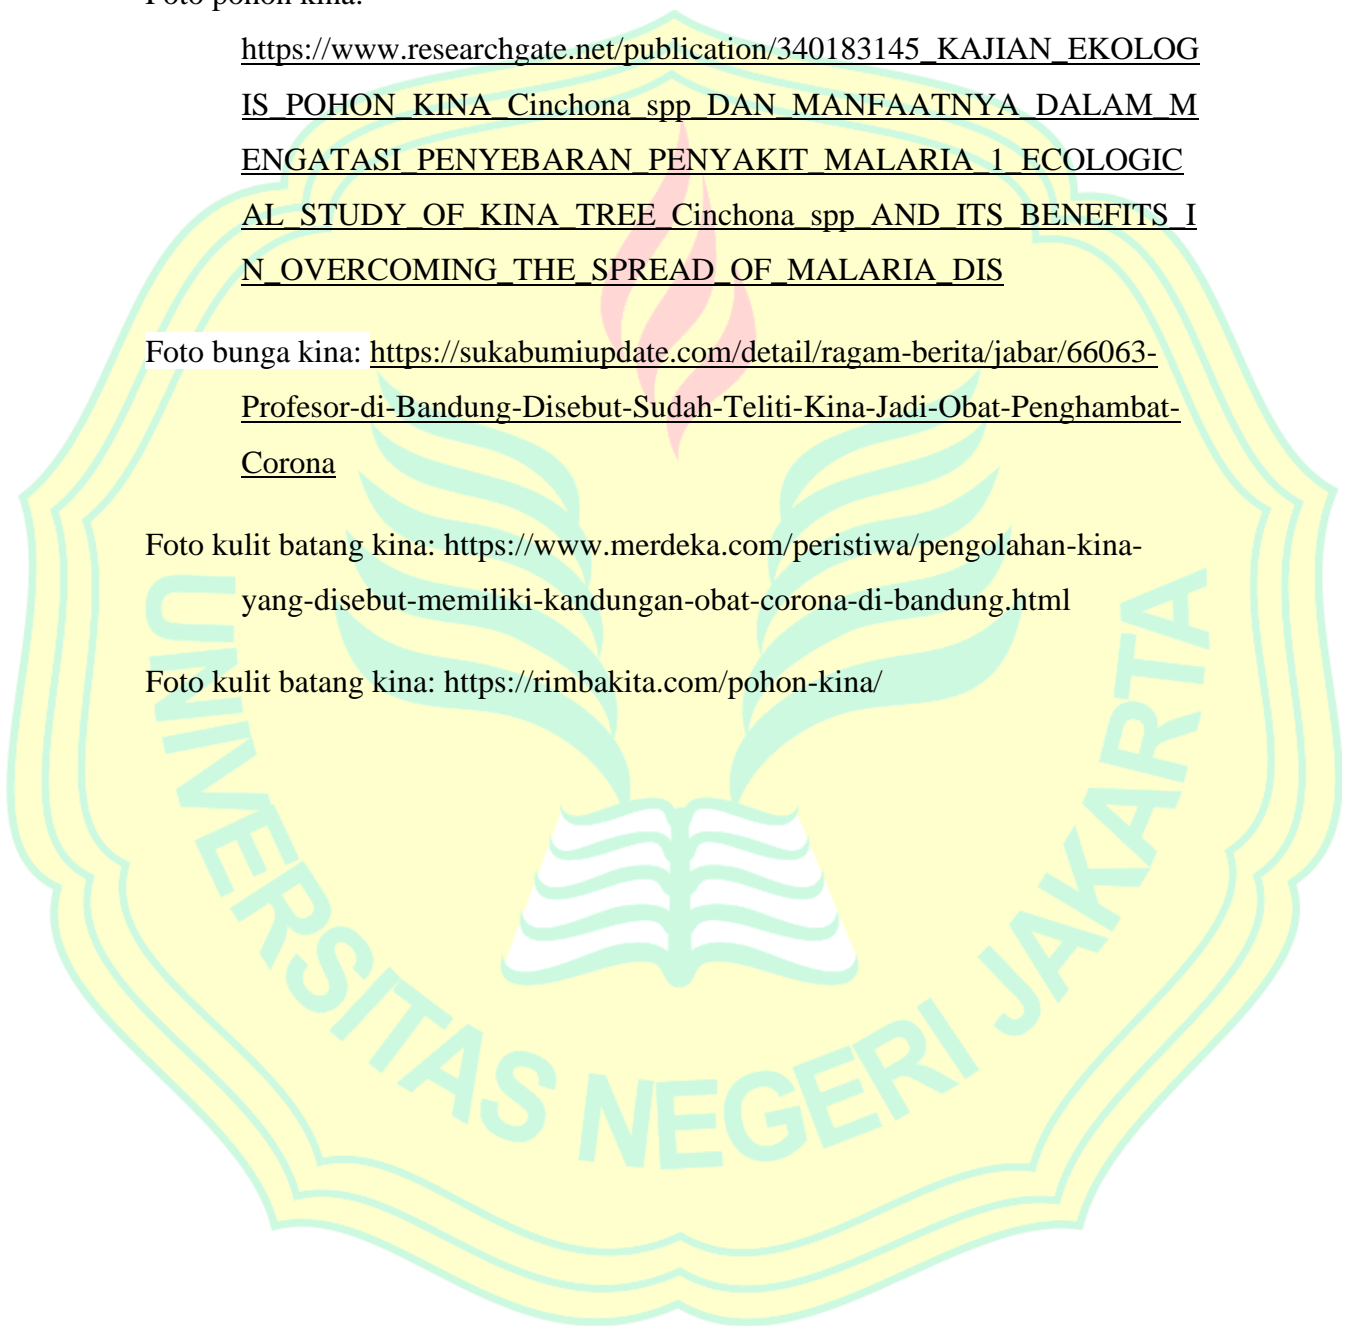 Foto pohon kina:
https://www.researchgate.net/publication/340183145_KAJIAN_EKOLOG
IS_POHON_KINA_Cinchona_spp_DAN_MANFAATNYA_DALAM_M
ENGATASI_PENYEBARAN_PENYAKIT_MALARIA_1_ECOLOGIC
AL_STUDY_OF_KINA_TREE_Cinchona_spp_AND_ITS_BENEFITS_I
N_OVERCOMING_THE_SPREAD_OF_MALARIA_DIS
Foto bunga kina: https://sukabumiupdate.com/detail/ragam-berita/jabar/66063-
Profesor-di-Bandung-Disebut-Sudah-Teliti-Kina-Jadi-Obat-Penghambat-
Corona
Foto kulit batang kina: https://www.merdeka.com/peristiwa/pengolahan-kina-
yang-disebut-memiliki-kandungan-obat-corona-di-bandung.html
Foto kulit batang kina: https://rimbakita.com/pohon-kina/
UNIVERSITAS NEGERI JAKARTA